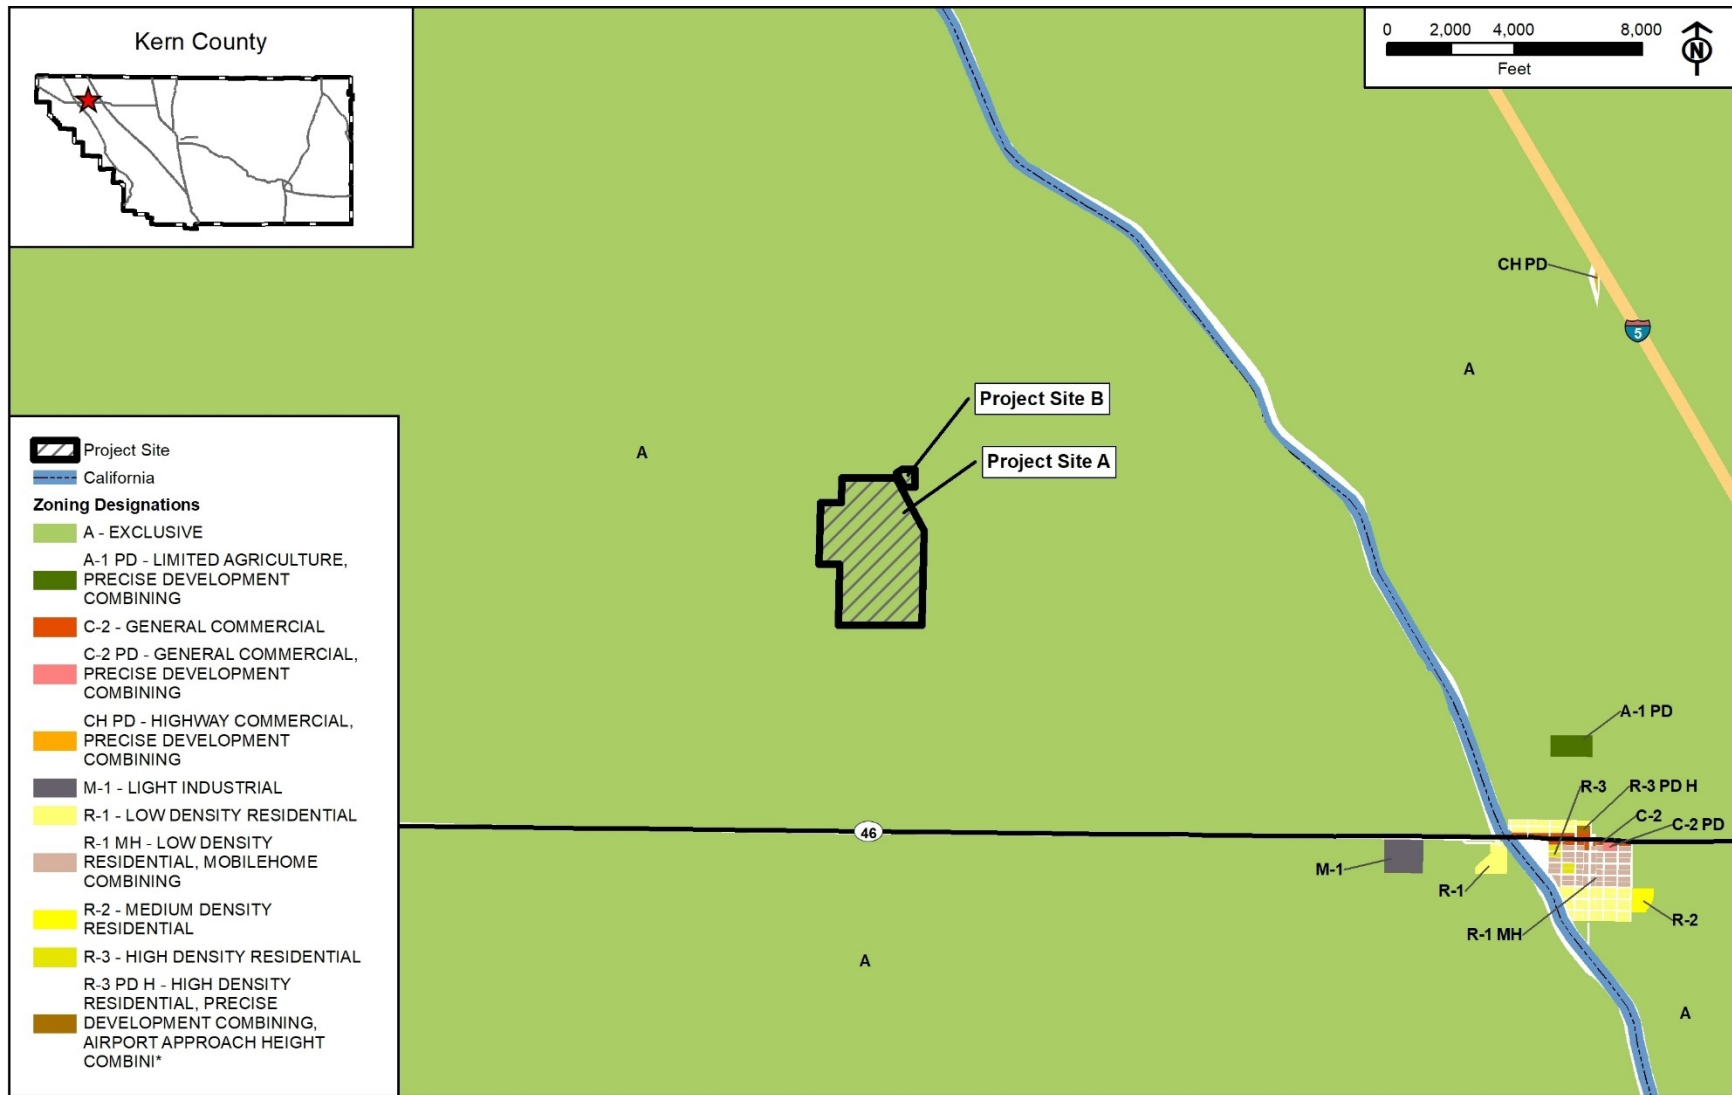 Kern County
0 2,000 4,000 8,000
Feet
N
CH PD
5
A
Project Site B
Project Site A
A
Project Site
California
Zoning Designations
A - EXCLUSIVE
A-1 PD - LIMITED AGRICULTURE,
PRECISE DEVELOPMENT
COMBINING
C-2 - GENERAL COMMERCIAL
C-2 PD - GENERAL COMMERCIAL,
PRECISE DEVELOPMENT
COMBINING
CH PD - HIGHWAY COMMERCIAL,
PRECISE DEVELOPMENT
COMBINING
M-1 - LIGHT INDUSTRIAL
R-1 - LOW DENSITY RESIDENTIAL
R-1 MH - LOW DENSITY
RESIDENTIAL, MOBILEHOME
COMBINING
R-2 - MEDIUM DENSITY
RESIDENTIAL
R-3 - HIGH DENSITY RESIDENTIAL
R-3 PD H - HIGH DENSITY
RESIDENTIAL, PRECISE
DEVELOPMENT COMBINING,
AIRPORT APPROACH HEIGHT
COMBINI*
A-1 PD
R-3
R-3 PD H
C-2
C-2 PD
46
M-1
R-1
R-1 MH
R-2
A
A